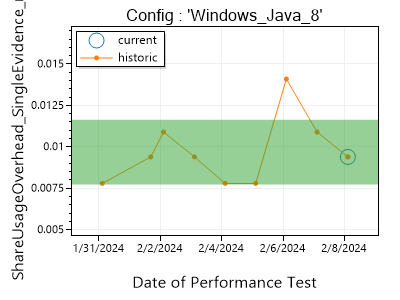 Config : 'Windows_Java_8'
current
historic
0.015
0.0125
0.01
0.0075
0.005
ShareUsageOverhead_SingleEvidence_
1/31/2024
2/2/2024
2/4/2024
2/6/2024
2/8/2024
Date of Performance Test